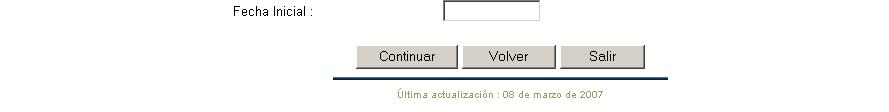 Fecha Inicial :
Continuar Volver Salir
Última actualización : 08 de marzo de 2007